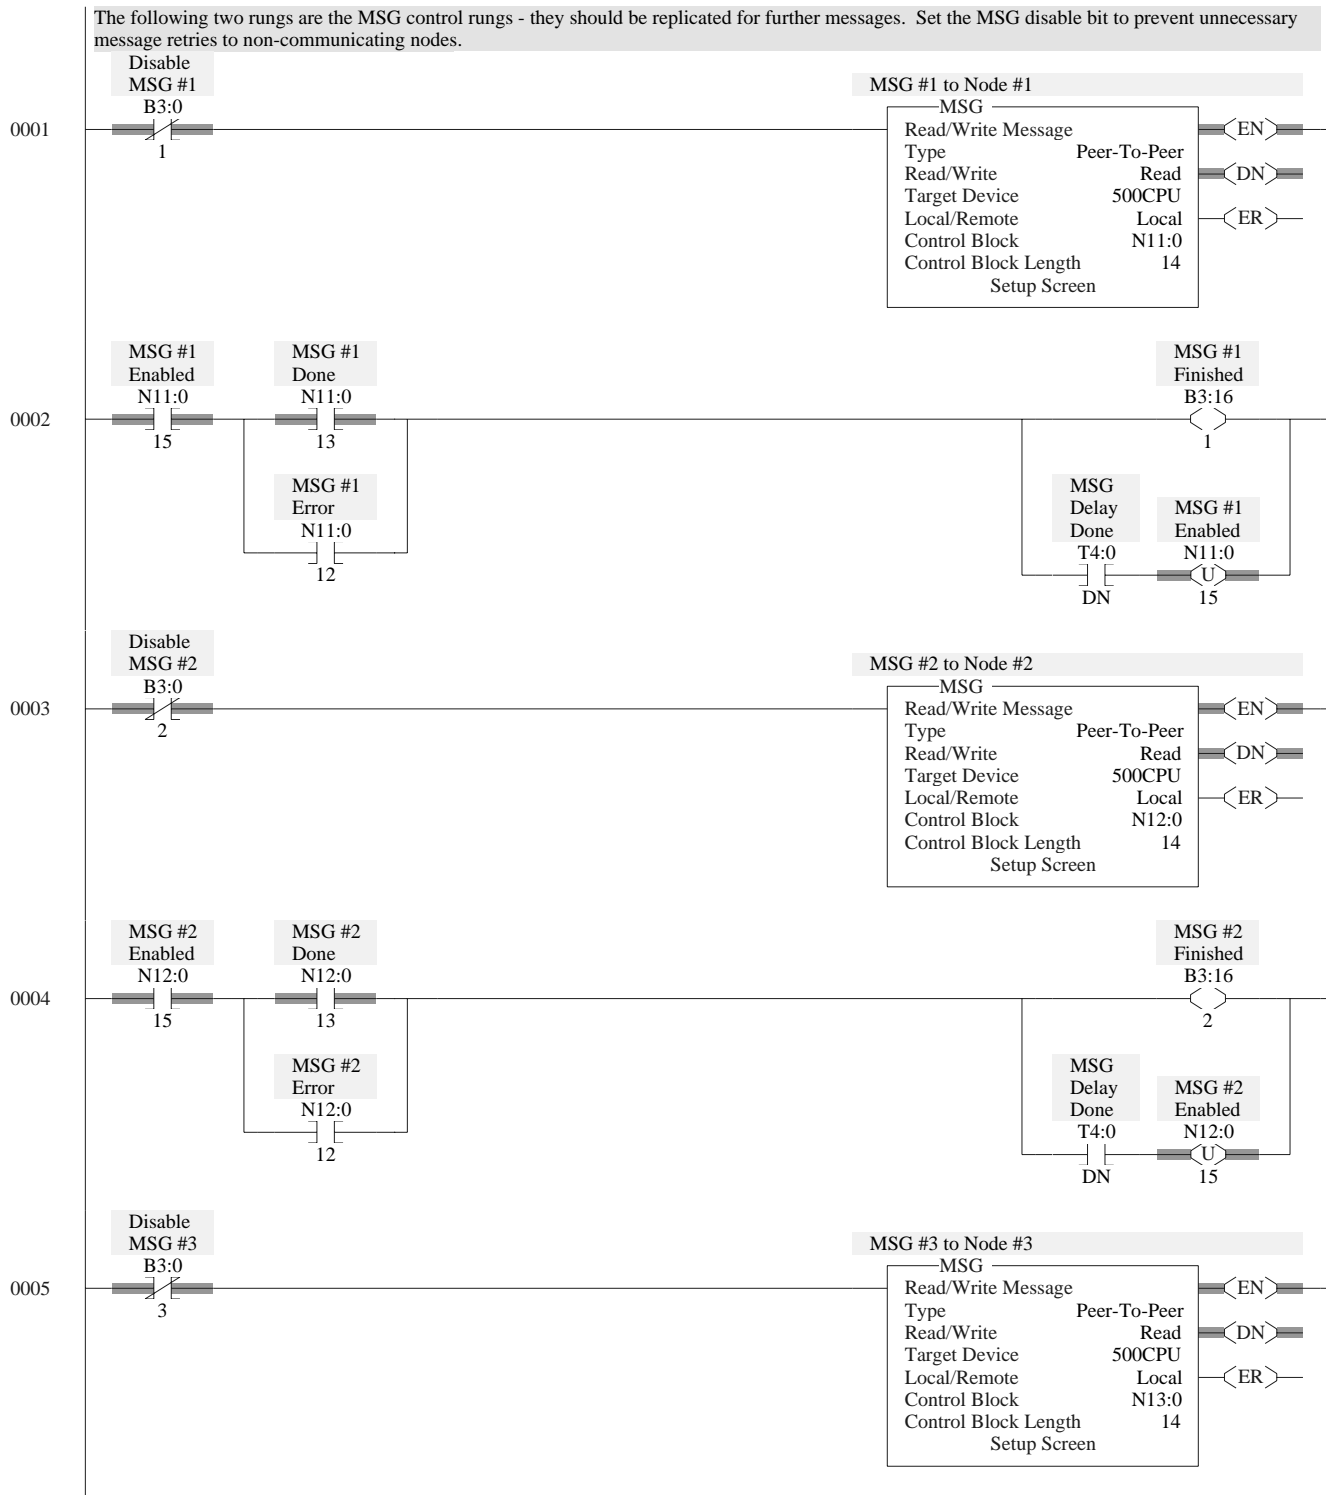 The following two rungs are the MSG control rungs - they should be replicated for further messages.  Set the MSG disable bit to prevent unnecessary
message retries to non-communicating nodes.
Disable
MSG #1
B3:0
1
0001
MSG #1 to Node #1
MSG
Read/Write Message
Type Peer-To-Peer
Read/Write Read
Target Device 500CPU
Local/Remote Local
Control Block N11:0
Control Block Length 14
Setup Screen
EN
DN
ER
0002
MSG #1
Enabled
N11:0
15
MSG #1
Done
N11:0
13
MSG #1
Error
N11:0
12
MSG #1
Finished
B3:16
1
MSG
Delay
Done
T4:0
DN
MSG #1
Enabled
N11:0
U
15
Disable
MSG #2
B3:0
2
0003
MSG #2 to Node #2
MSG
Read/Write Message
Type Peer-To-Peer
Read/Write Read
Target Device 500CPU
Local/Remote Local
Control Block N12:0
Control Block Length 14
Setup Screen
EN
DN
ER
0004
MSG #2
Enabled
N12:0
15
MSG #2
Done
N12:0
13
MSG #2
Error
N12:0
12
MSG #2
Finished
B3:16
2
MSG
Delay
Done
T4:0
DN
MSG #2
Enabled
N12:0
U
15
Disable
MSG #3
B3:0
3
0005
MSG #3 to Node #3
MSG
Read/Write Message
Type Peer-To-Peer
Read/Write Read
Target Device 500CPU
Local/Remote Local
Control Block N13:0
Control Block Length 14
Setup Screen
EN
DN
ER